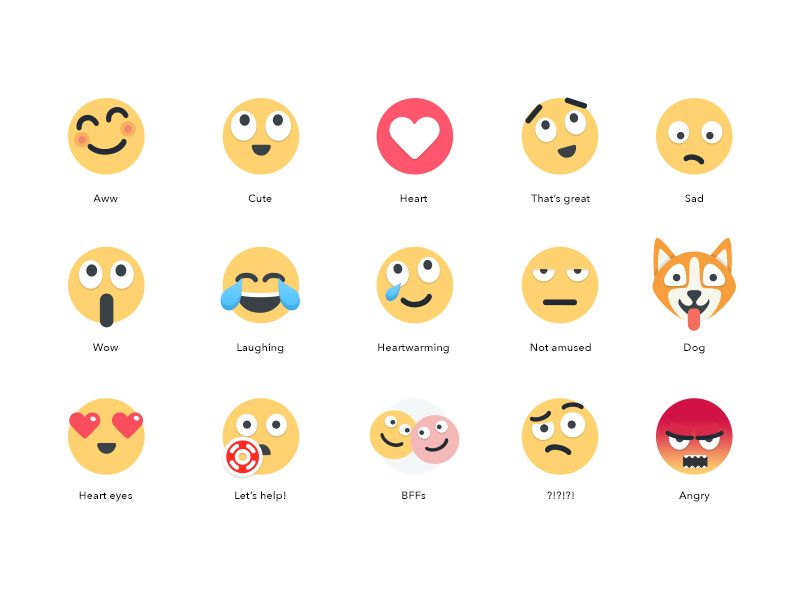 Aww
Cute
Heart
That's great
Sad
Wow
Laughing
Heartwarming
Not amused
Dog
Heart eyes
Let's help!
BFFs
?!?!?!
Angry